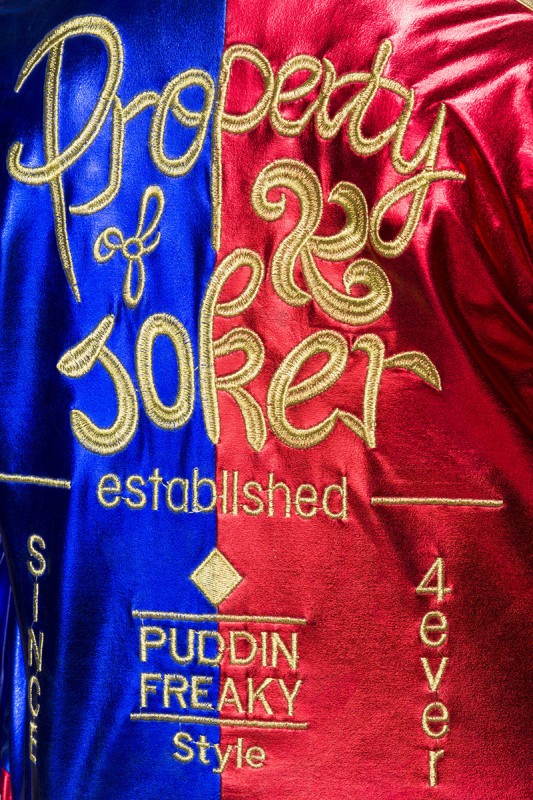 Property
of
Joker
established
SINCE
PUDDIN
FREAKY
Style
4ever